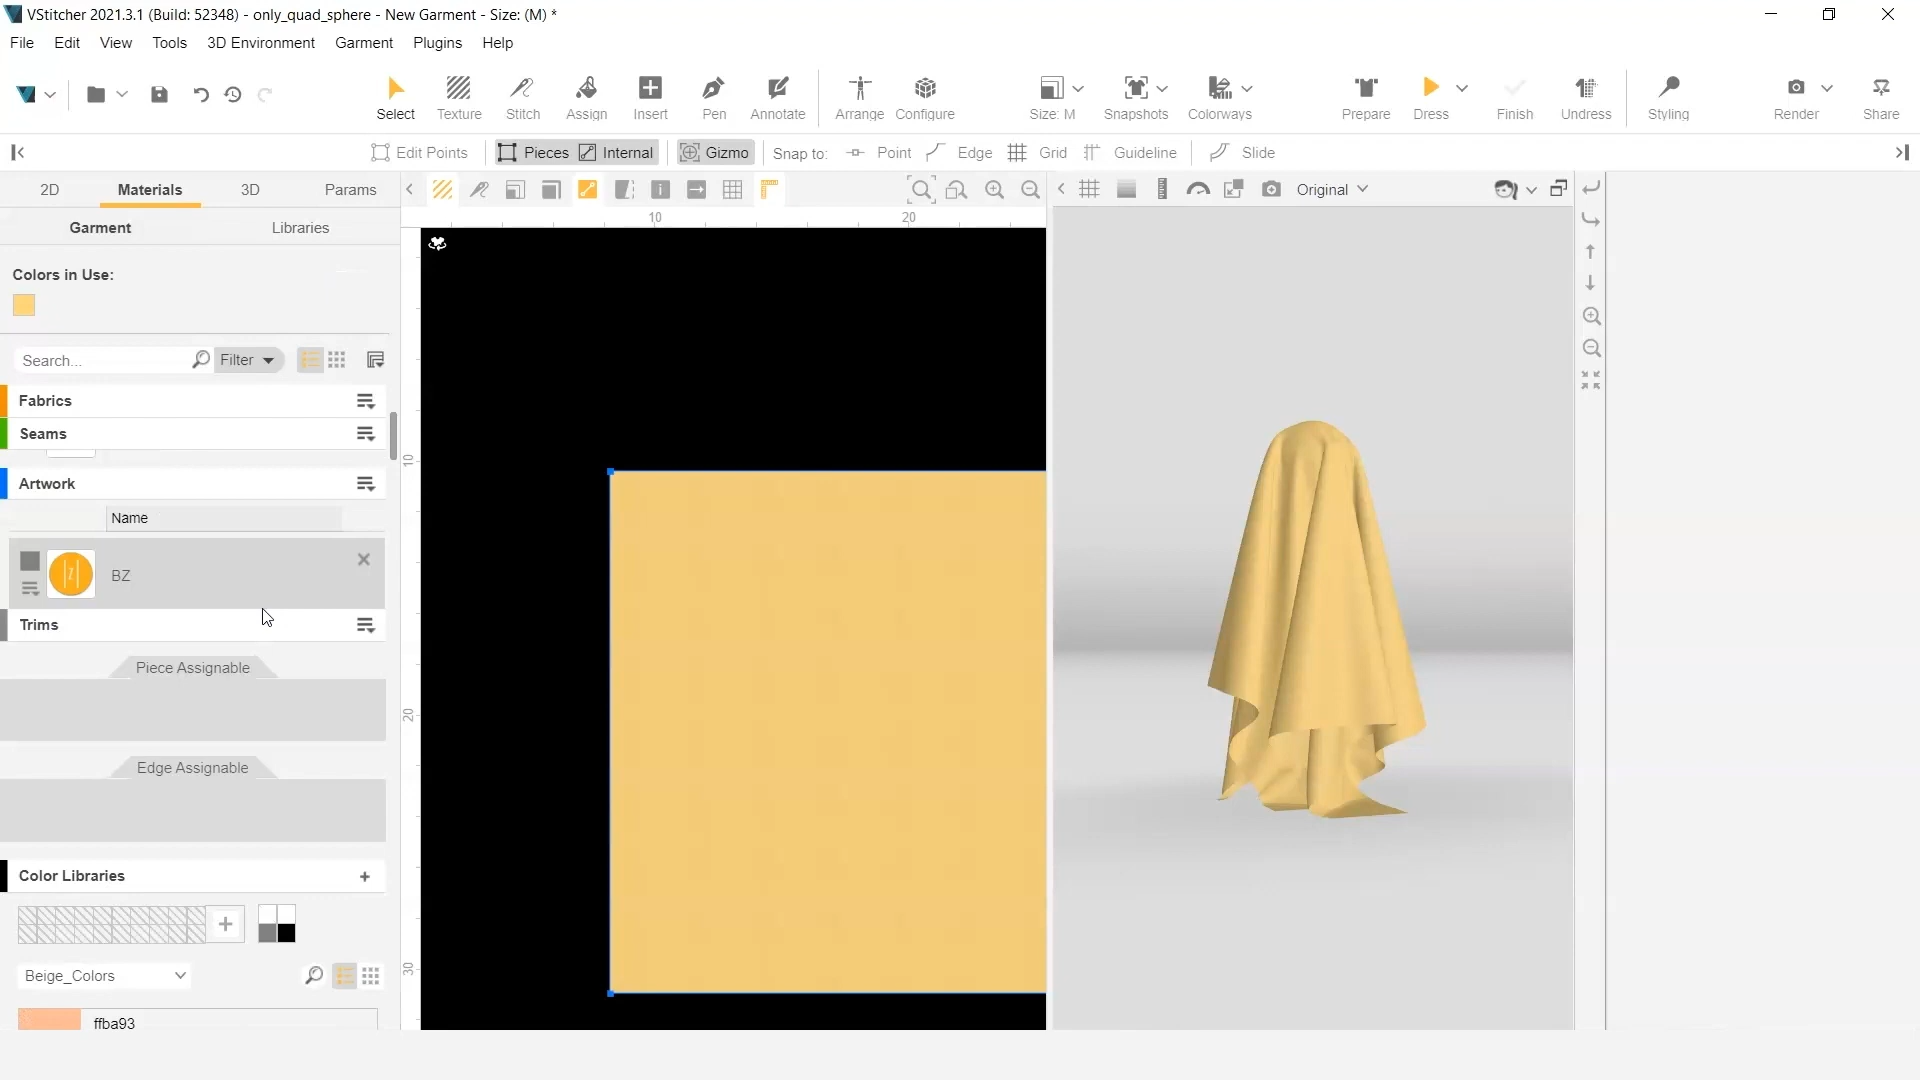 VStitcher 2021.3.1 (Build: 52348) - only_quad_sphere - New Garment - Size: (M) *
File Edit View Tools 3D Environment Garment Plugins Help
Select Texture Stitch Assign Insert Pen Annotate Arrange Configure Size: M Snapshots Colorways Prepare Dress Finish Undress Styling Render Share
Edit Points Pieces Internal Gizmo Snap to: Point Edge Grid Guideline Slide
2D Materials 3D Params Original
10 20
Garment Libraries
Colors in Use:
Search... Filter
Fabrics
Seams
10
Artwork
Name
BZ
Trims
Piece Assignable
20
Edge Assignable
Color Libraries
Beige_Colors
30
ffba93